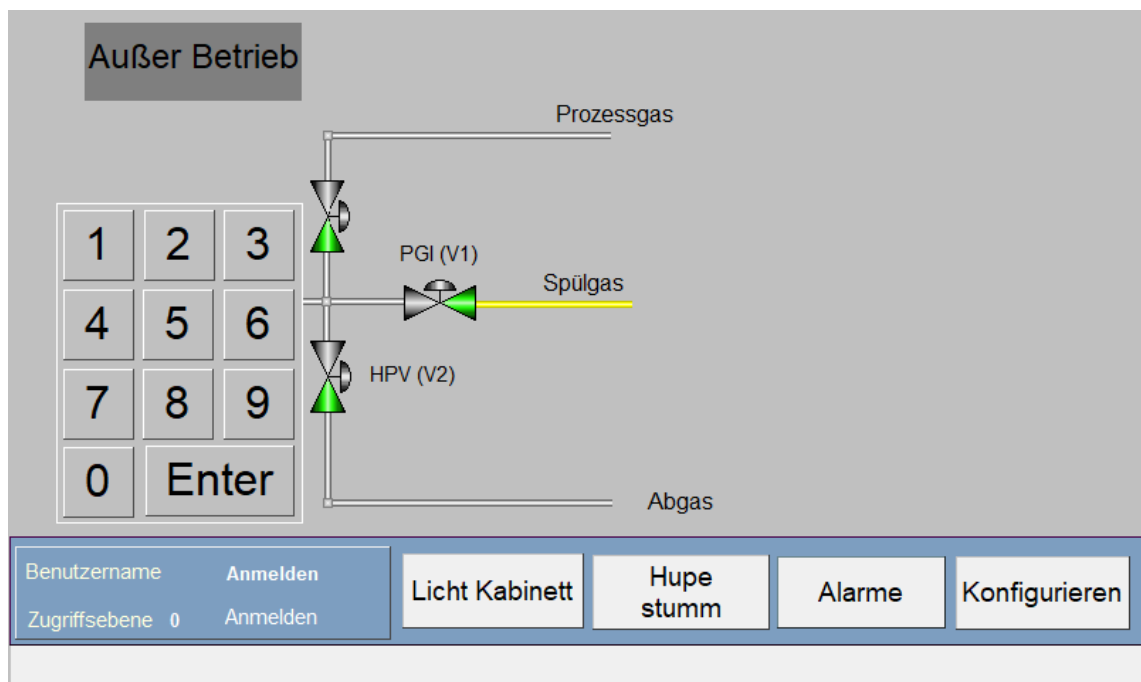 Außer Betrieb
Prozessgas
1 2 3
PGI (V1)
Spülgas
4 5 6
HPV (V2)
7 8 9
0 Enter
Abgas
Benutzername Anmelden
Zugriffsebene 0 Anmelden
Licht Kabinett
Hupe
stumm
Alarme
Konfigurieren